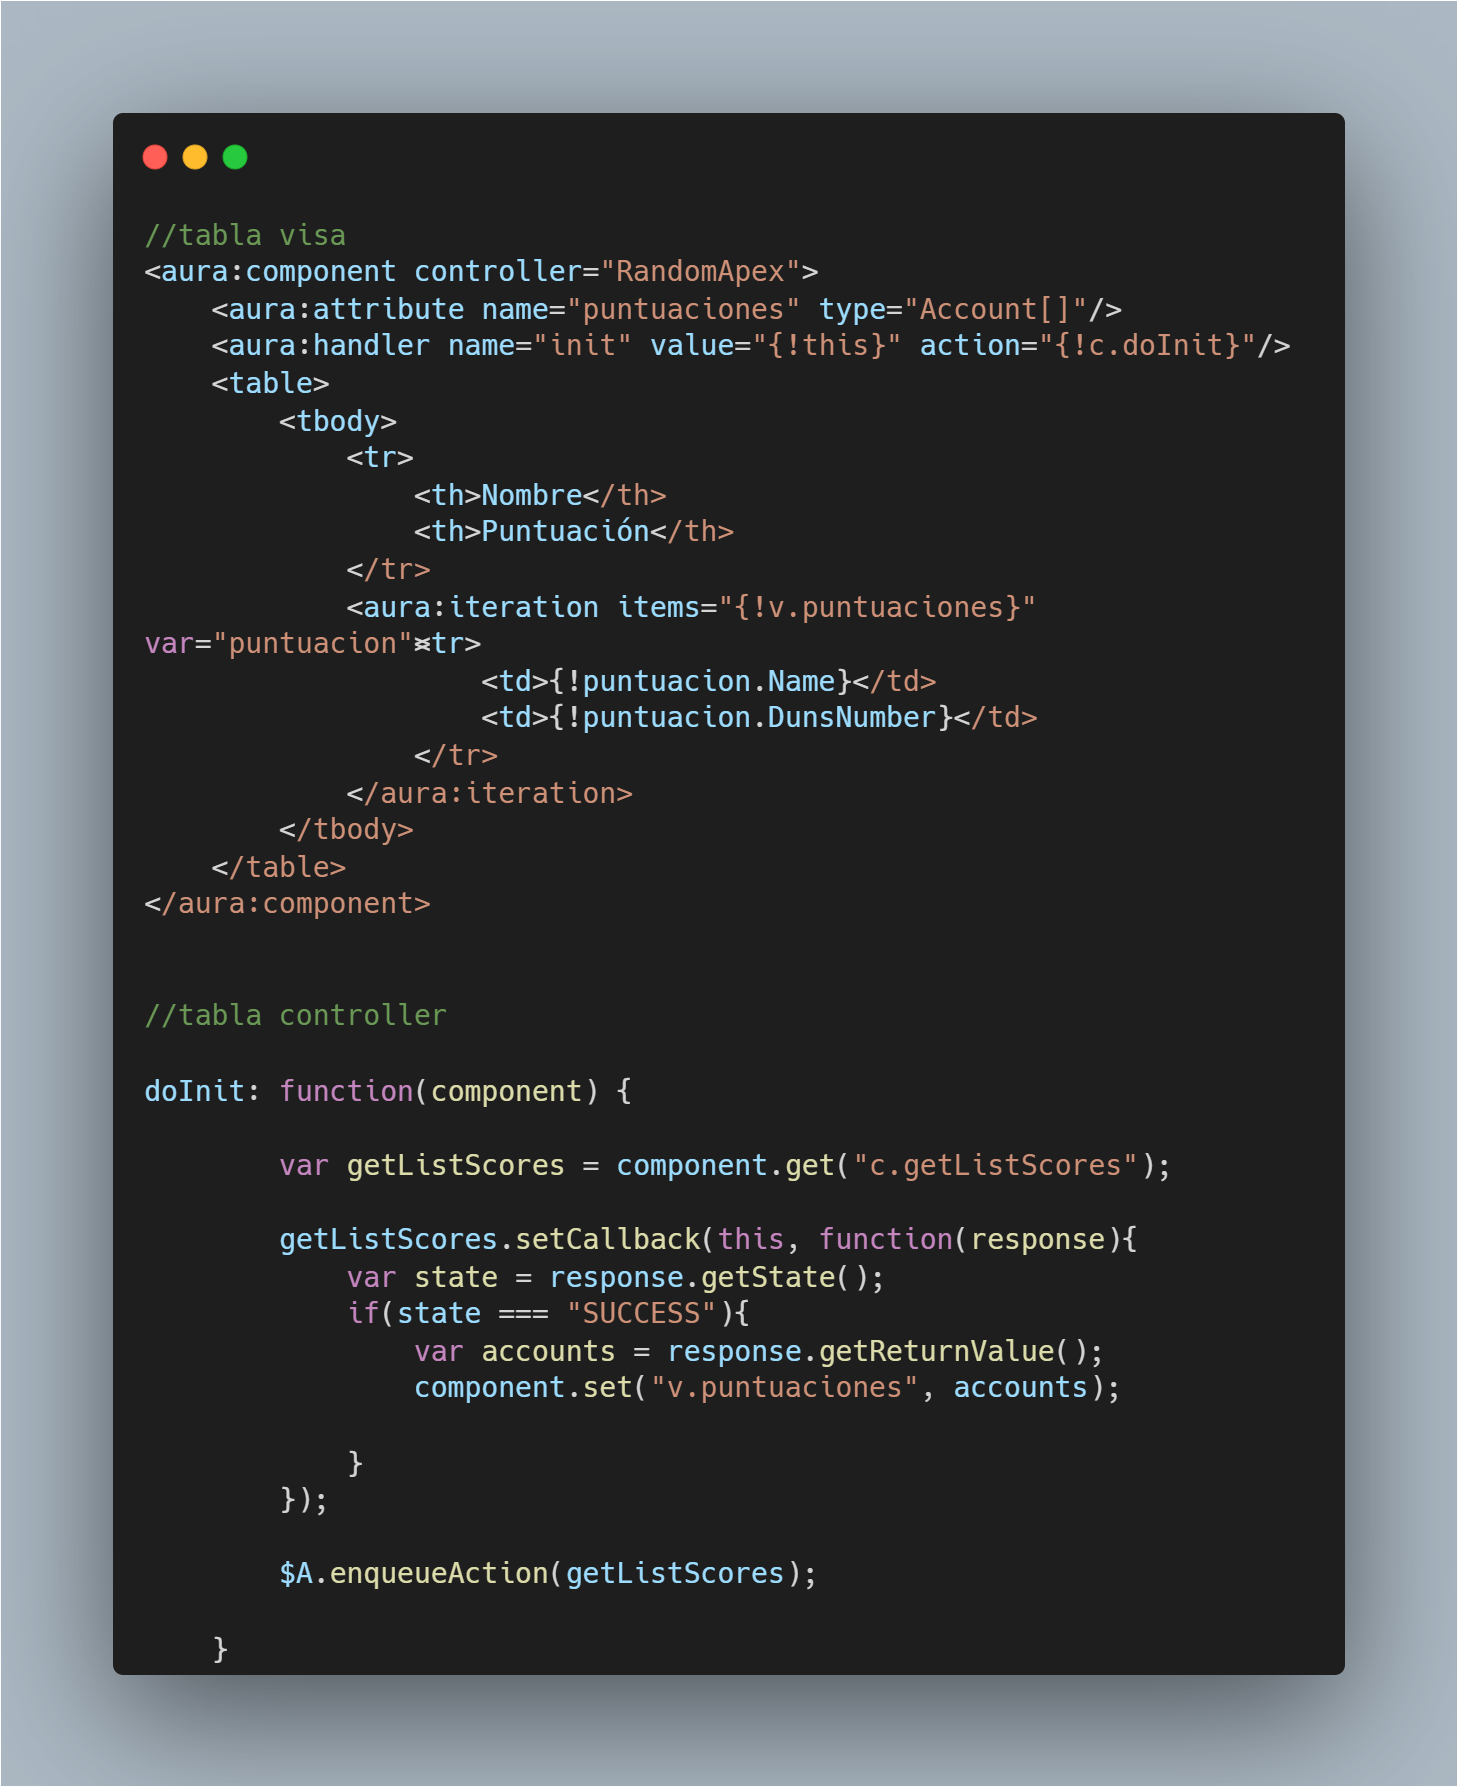 //tabla visa
<aura:component controller="RandomApex">
    <aura:attribute name="puntuaciones" type="Account[]"/>
    <aura:handler name="init" value="{!this}" action="{!c.doInit}"/>
    <table>
        <tbody>
            <tr>
                <th>Nombre</th>
                <th>Puntuación</th>
            </tr>
            <aura:iteration items="{!v.puntuaciones}"
var="puntuacion"><tr>
                    <td>{!puntuacion.Name}</td>
                    <td>{!puntuacion.DunsNumber}</td>
                </tr>
            </aura:iteration>
        </tbody>
    </table>
</aura:component>
//tabla controller
doInit: function(component) {
        var getListScores = component.get("c.getListScores");
        getListScores.setCallback(this, function(response){
            var state = response.getState();
            if(state === "SUCCESS"){
                var accounts = response.getReturnValue();
                component.set("v.puntuaciones", accounts);
            }
        });
        $A.enqueueAction(getListScores);
    }